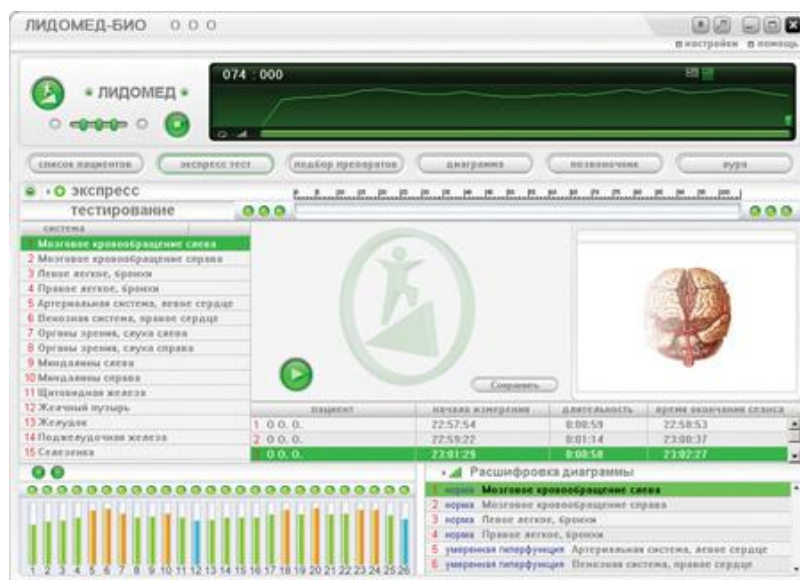 ЛИДОМЕД-БИО О О О
настройки помощь
074 : 000
ЛИДОМЕД
список пациентов экспресс тест подбор препаратов диаграмма позвоночник аура
экспресс
тестирование
система
1 Мозговое кровообращение слева
2 Мозговое кровообращение справа
3 Левое легкое, бронхи
4 Правое легкое, бронхи
5 Артериальная система, левое сердце
6 Венозная система, правое сердце
7 Органы зрения, слуха слева
8 Органы зрения, слуха справа
9 Миндалины слева
10 Миндалины справа
11 Щитовидная железа
12 Желчный пузырь
13 Желудок
14 Поджелудочная железа
15 Селезенка
Сохранить
пациент начало измерения длительность время окончания сеанса
1 О О. О. 22:57:54 0:00:59 22:58:53
2 О О. О. 22:59:22 0:01:14 23:00:37
О О. О. 23:01:29 0:00:58 23:02:27
1 2 3 4 5 6 7 8 9 10 11 12 13 14 15 16 17 18 19 20 21 22 23 24 25 26
Расшифровка диаграммы
1 норма Мозговое кровообращение слева
2 норма Мозговое кровообращение справа
3 норма Левое легкое, бронхи
4 норма Правое легкое, бронхи
5 умеренная гиперфункция Артериальная система, левое сердце
6 умеренная гиперфункция Венозная система, правое сердце